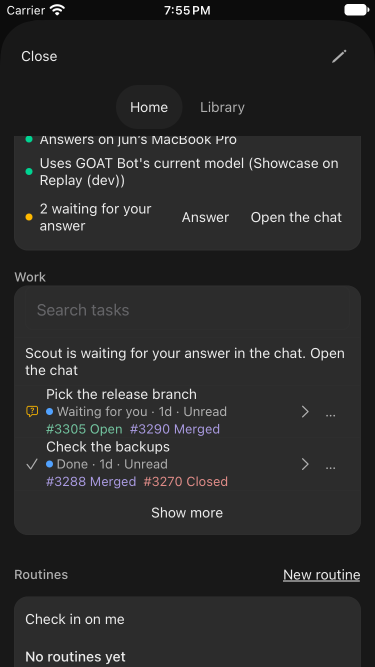 Carrier 7:55 PM
Close
Home Library
Answers on jun's MacBook Pro
Uses GOAT Bot's current model (Showcase on
Replay (dev))
2 waiting for your
answer
Answer Open the chat
Work
Search tasks
Scout is waiting for your answer in the chat. Open
the chat
Pick the release branch
Waiting for you · 1d · Unread
...
#3305 Open #3290 Merged
Check the backups
Done · 1d · Unread
...
#3288 Merged #3270 Closed
Show more
Routines New routine
Check in on me
No routines yet